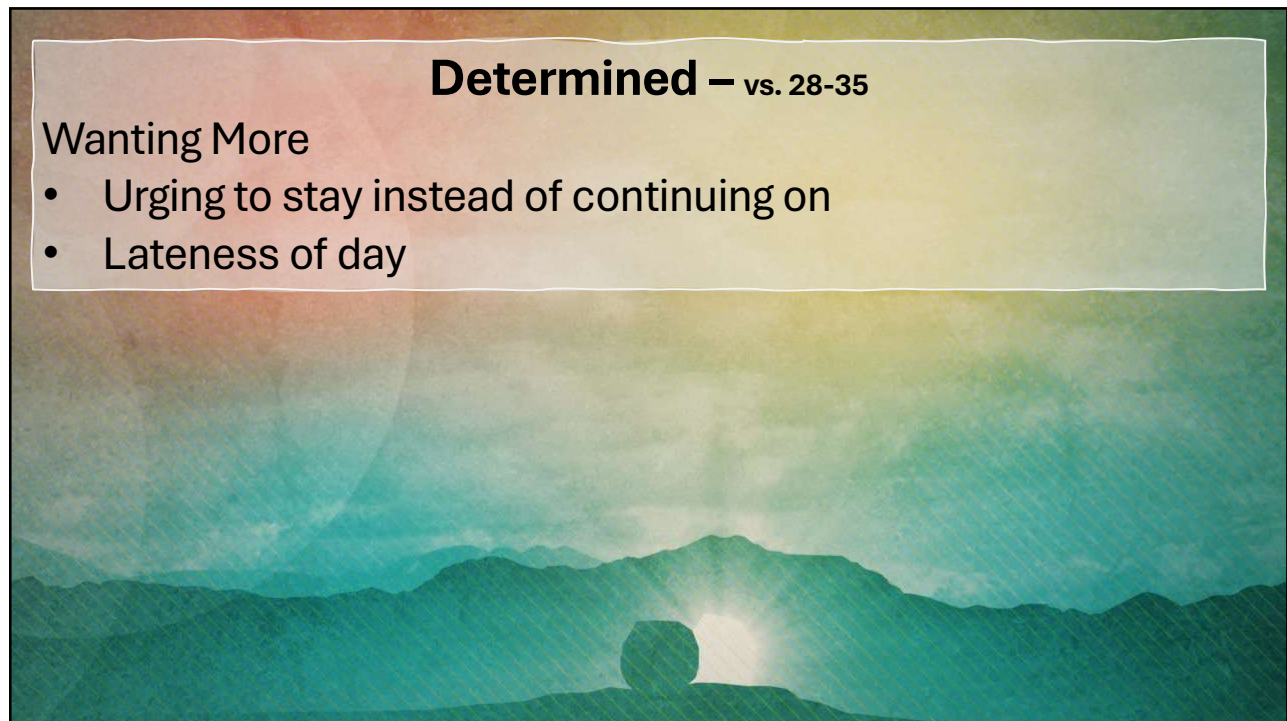 Determined – vs. 28-35
Wanting More
• Urging to stay instead of continuing on
• Lateness of day